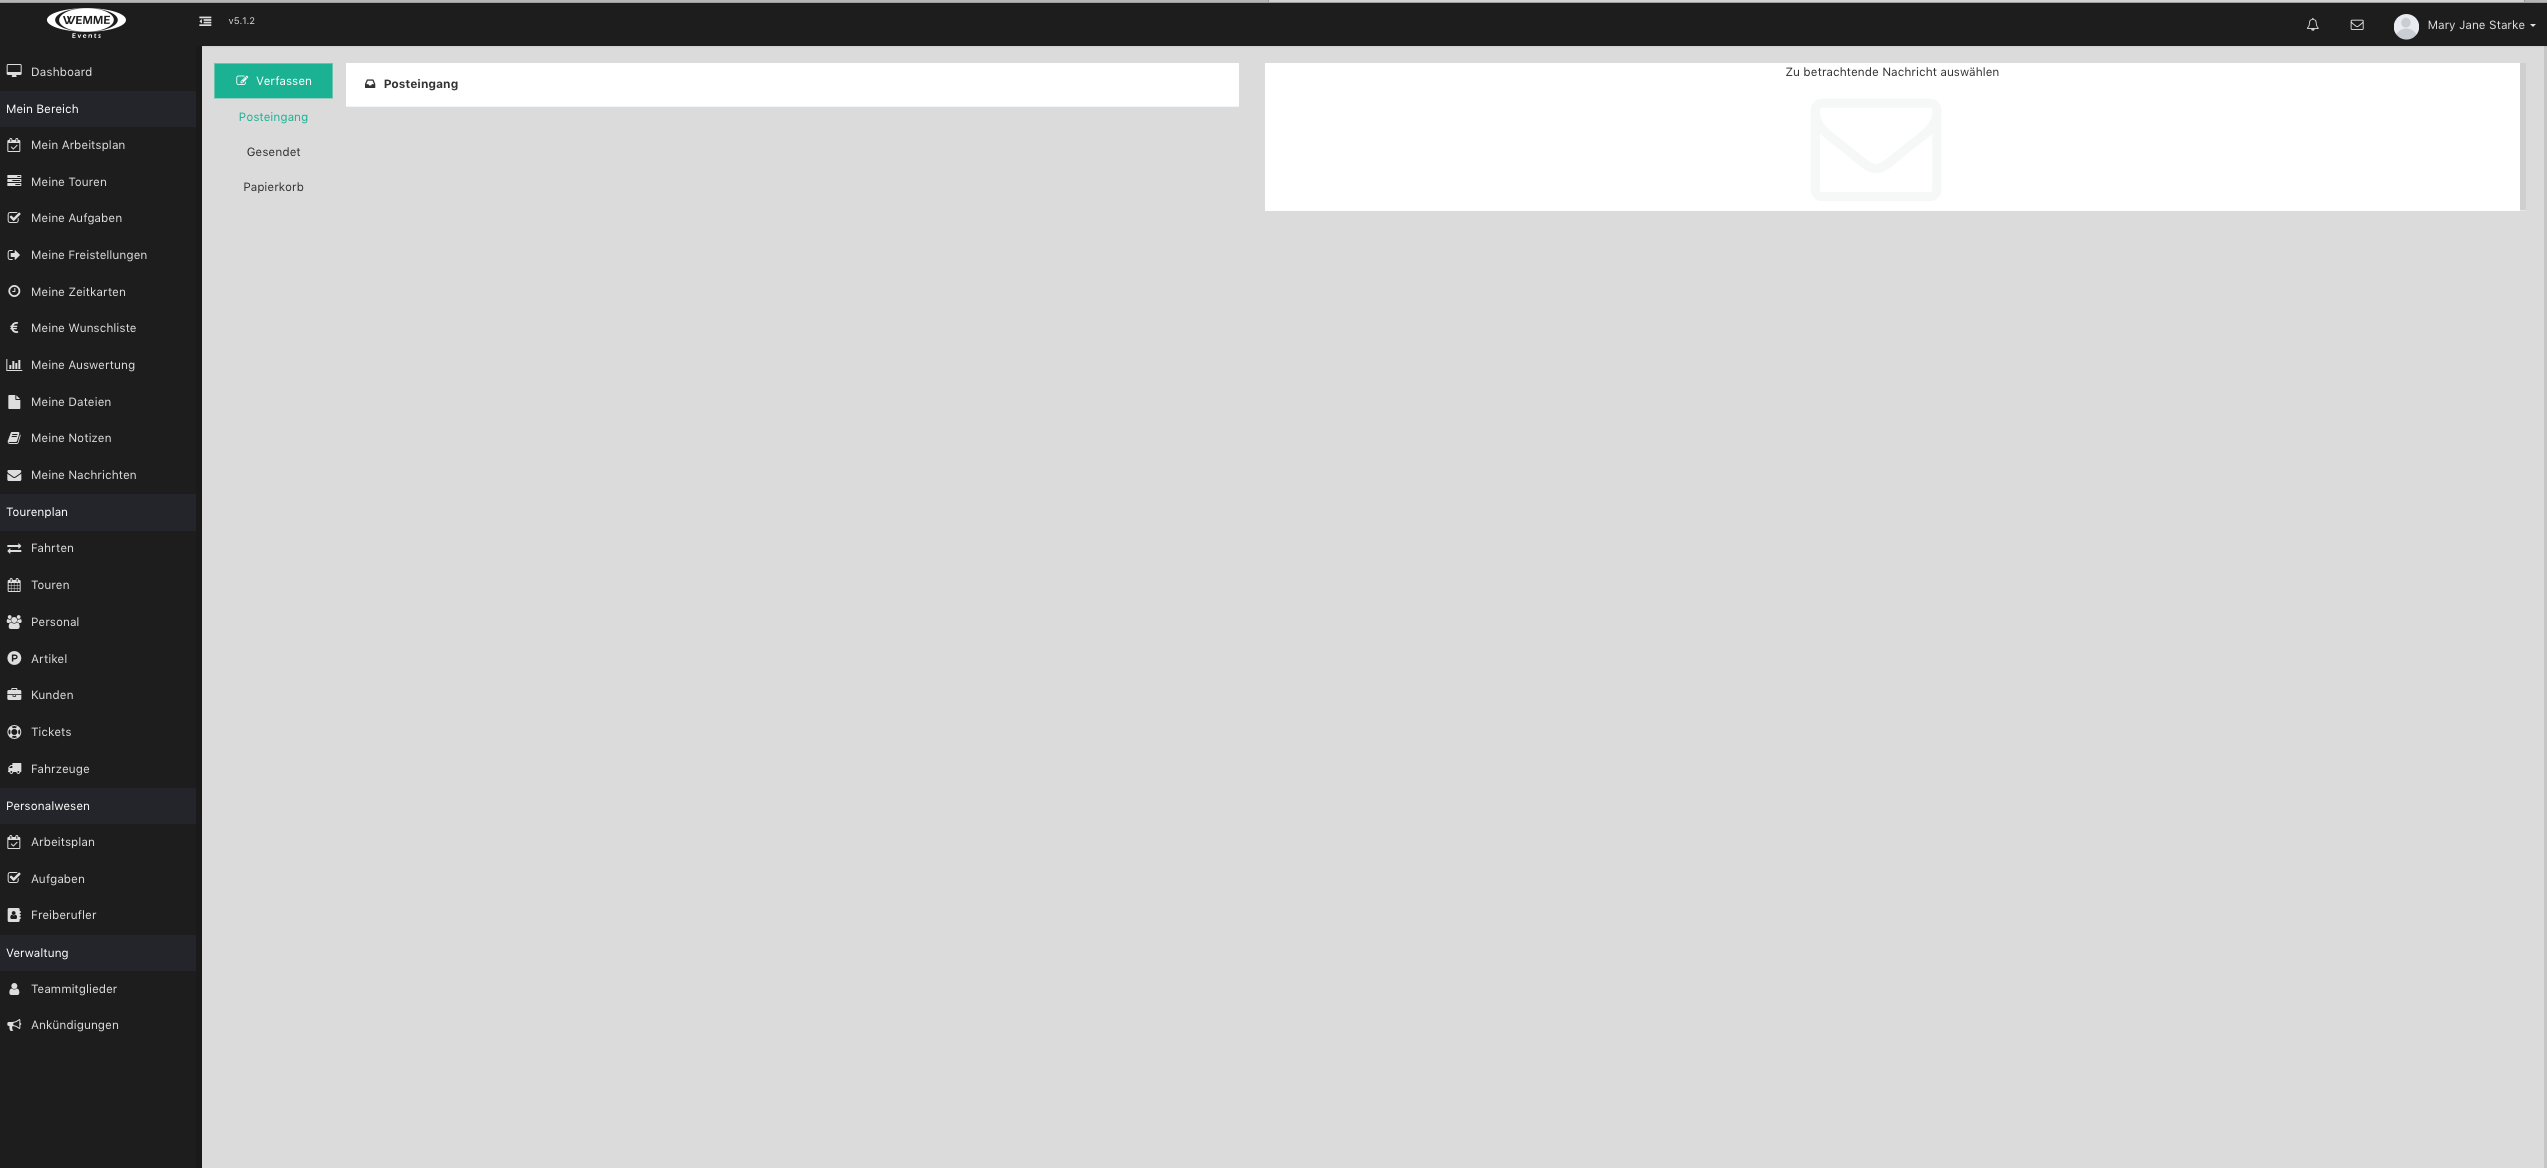 WEMME
Events
v5.1.2
Mary Jane Starke
Dashboard
Mein Bereich
Mein Arbeitsplan
Meine Touren
Meine Aufgaben
Meine Freistellungen
Meine Zeitkarten
Meine Wunschliste
Meine Auswertung
Meine Dateien
Meine Notizen
Meine Nachrichten
Tourenplan
Fahrten
Touren
Personal
Artikel
Kunden
Tickets
Fahrzeuge
Personalwesen
Arbeitsplan
Aufgaben
Freiberufler
Verwaltung
Teammitglieder
Ankündigungen
Verfassen
Posteingang
Gesendet
Papierkorb
Posteingang
Zu betrachtende Nachricht auswählen